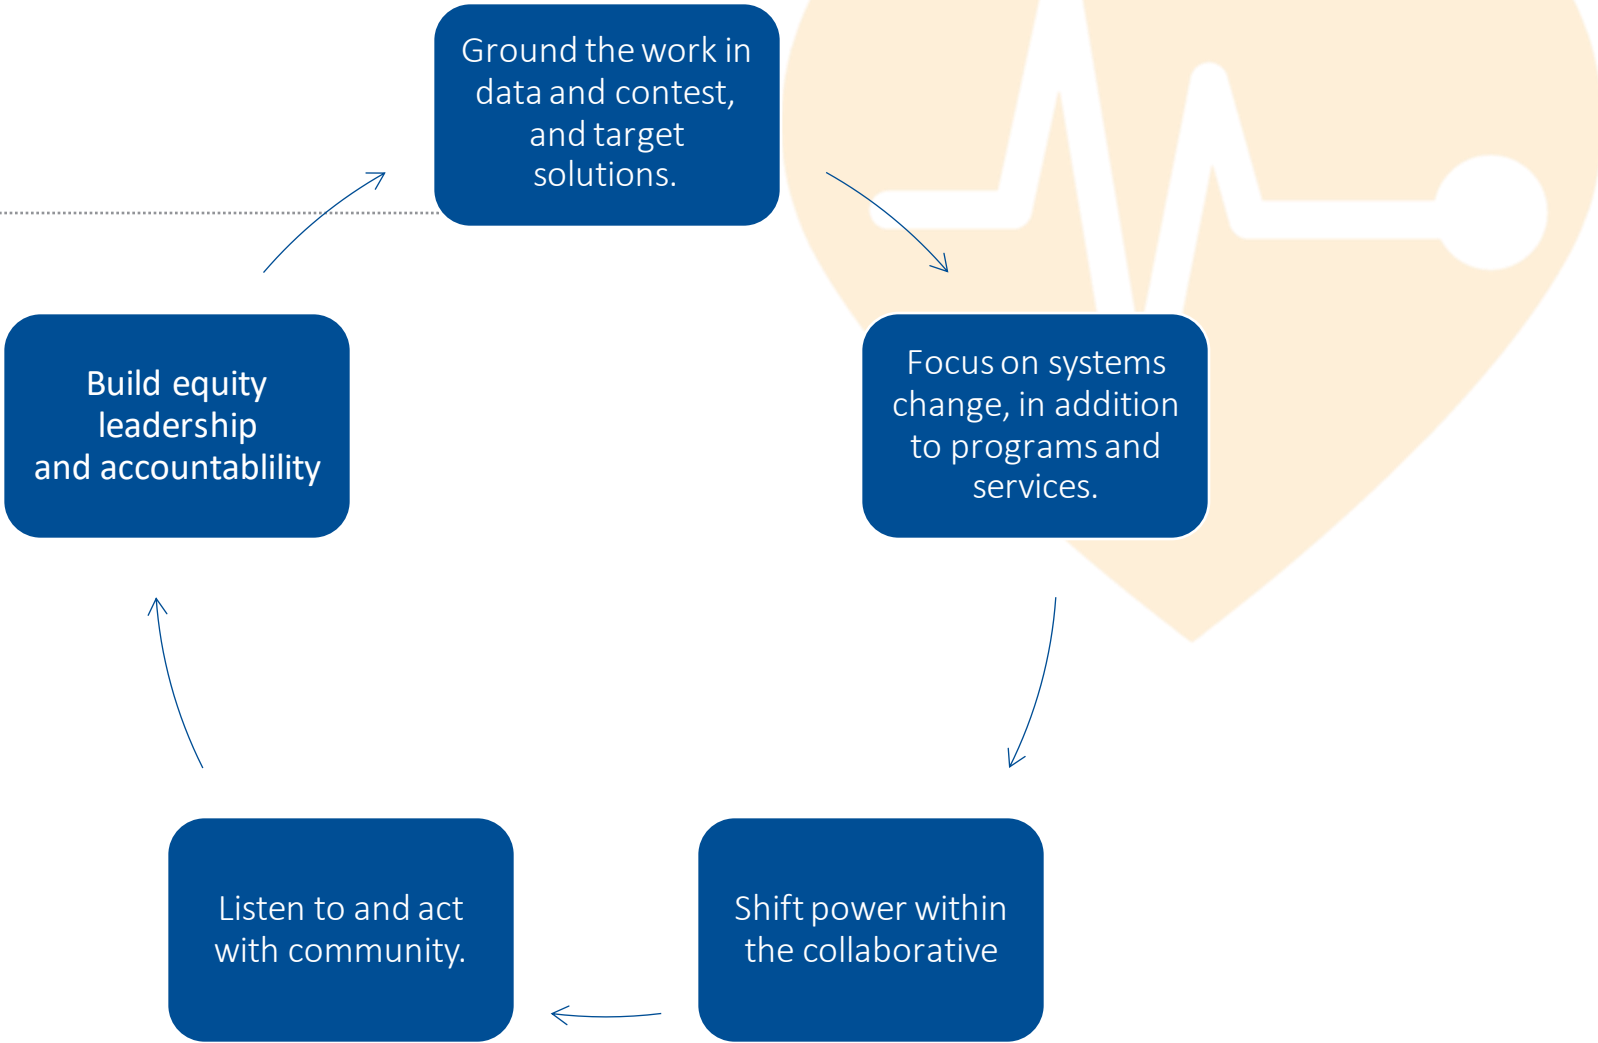 Ground the work in
data and contest,
and target
solutions.
Focus on systems
change, in addition
to programs and
services.
Shift power within
the collaborative
Listen to and act
with community.
Build equity
leadership
and accountablility